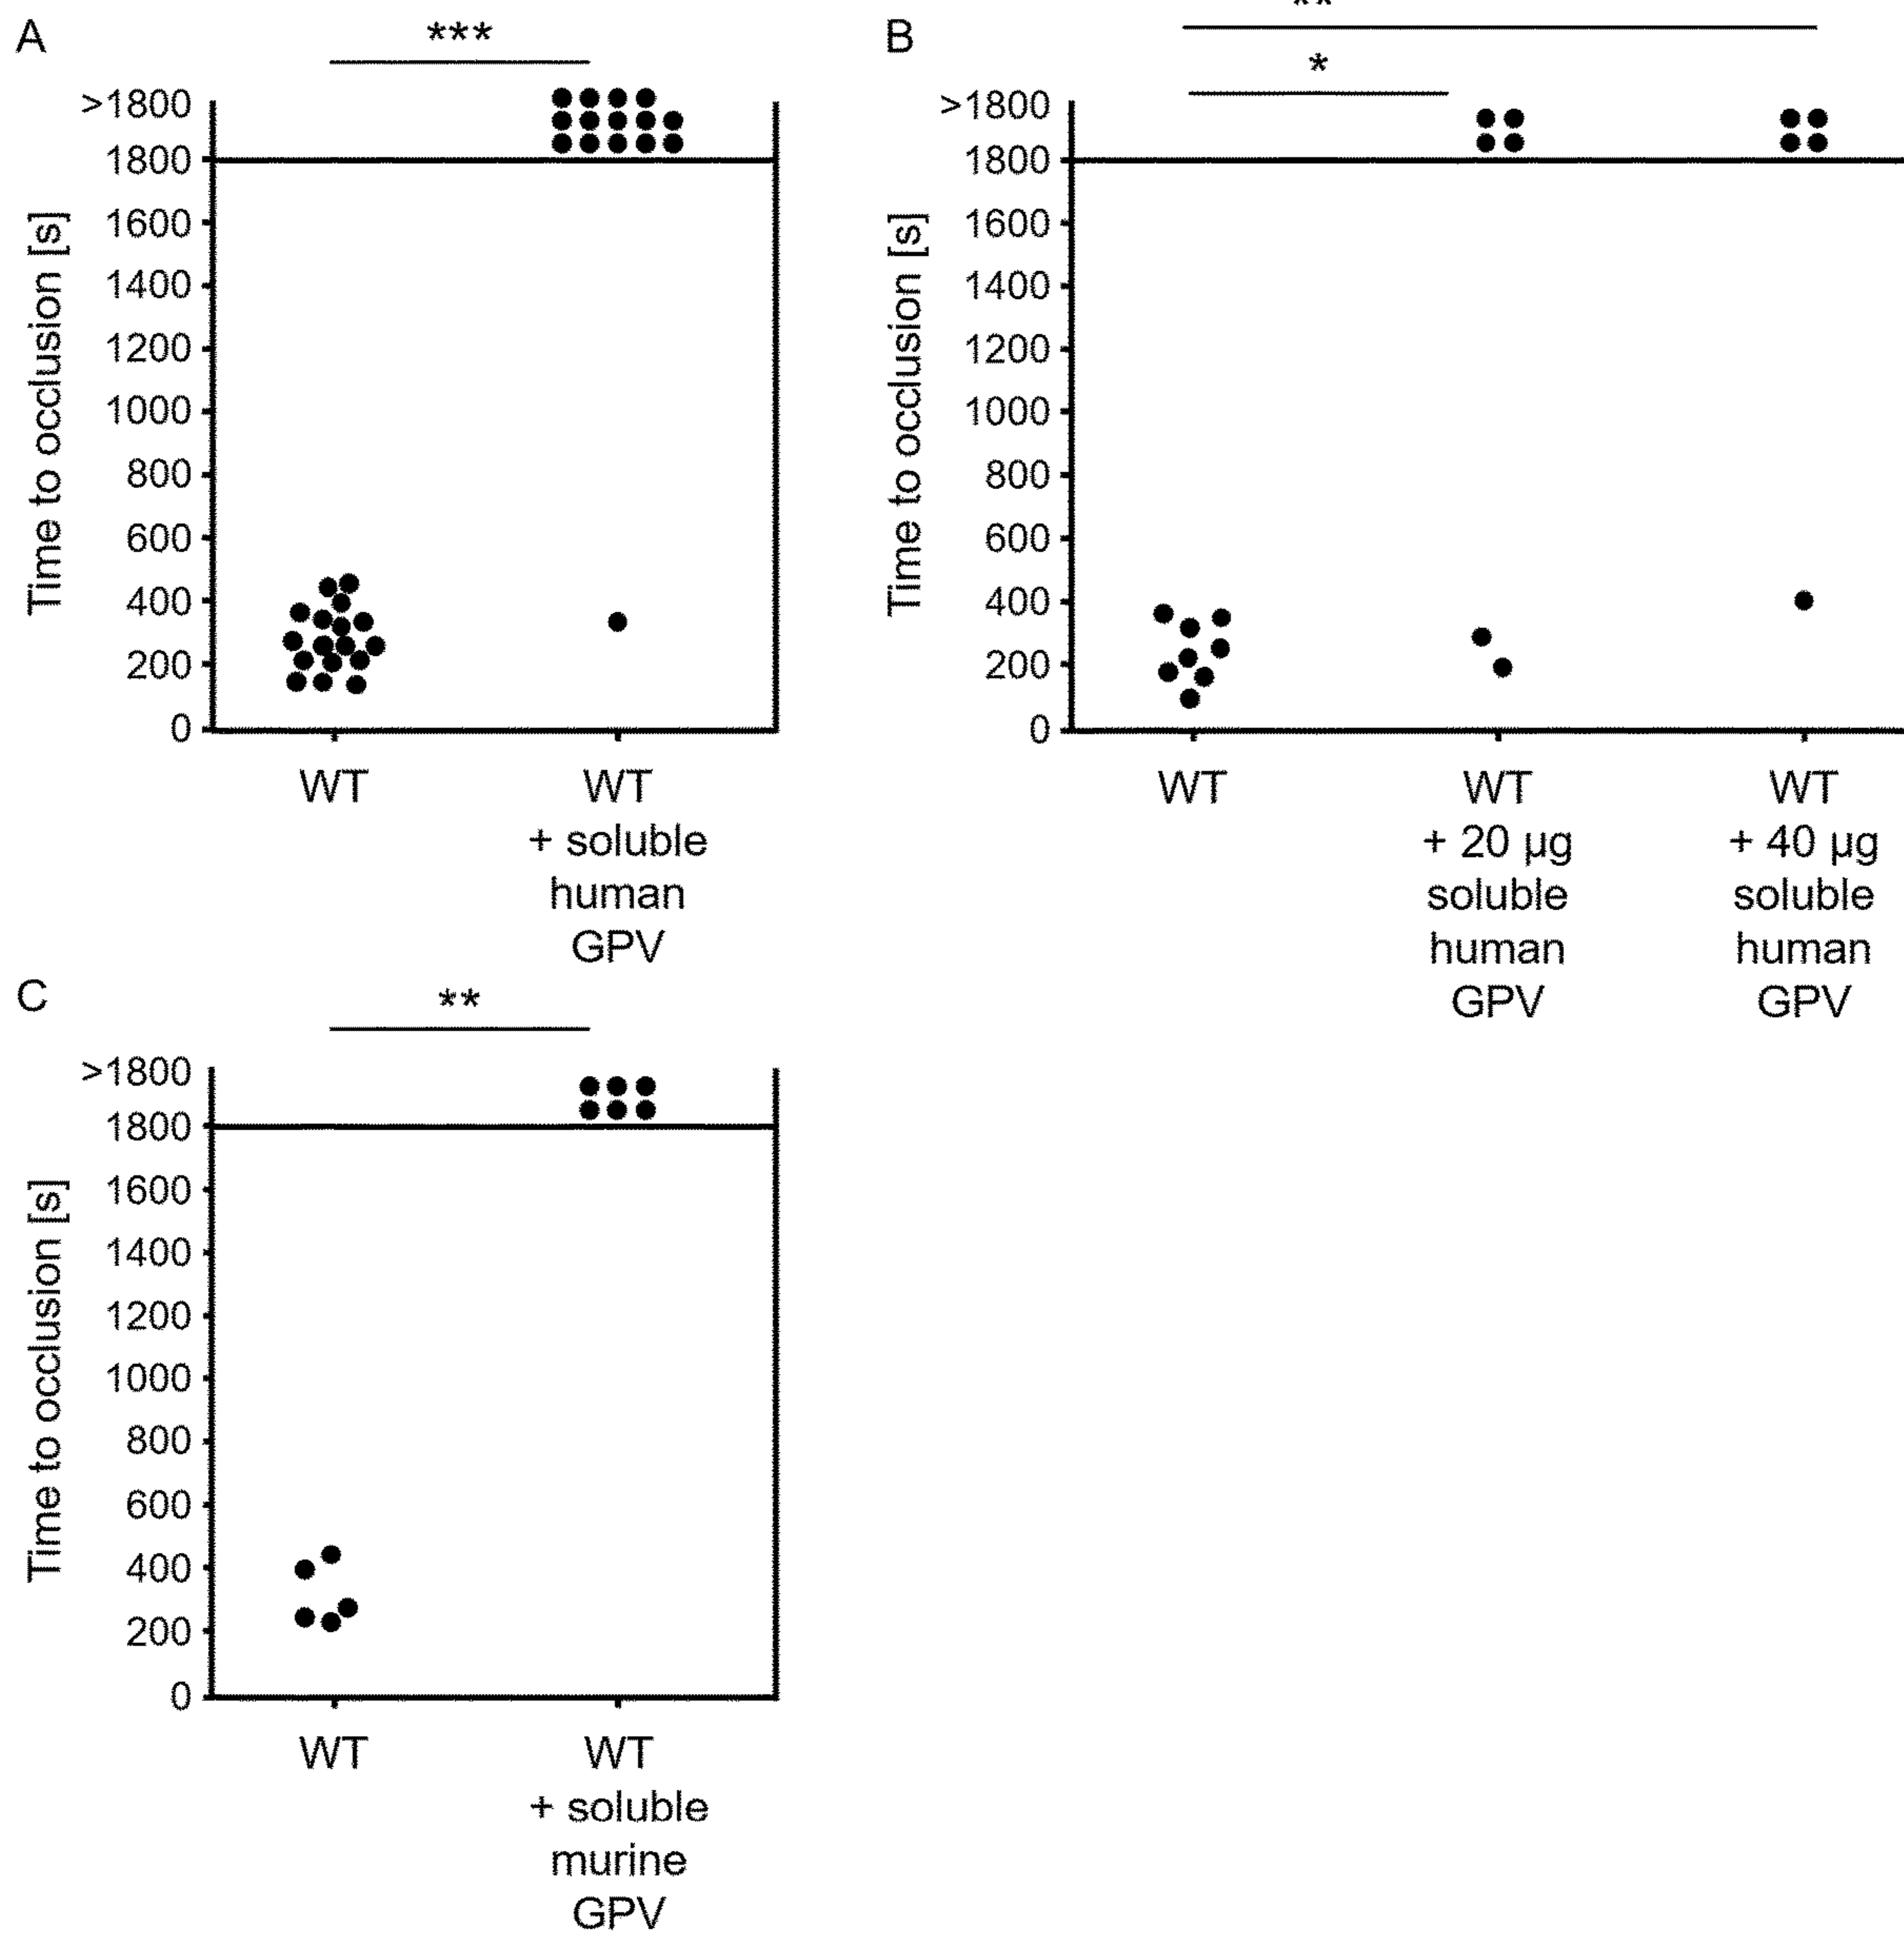 A
***
>1800
1800
1600
1400
1200
1000
800
600
400
200
0
Time to occlusion [s]
WT
WT
+ soluble
human
GPV
B
**
*
>1800
1800
1600
1400
1200
1000
800
600
400
200
0
Time to occlusion [s]
WT
WT
+ 20 µg
soluble
human
GPV
WT
+ 40 µg
soluble
human
GPV
C
**
>1800
1800
1600
1400
1200
1000
800
600
400
200
0
Time to occlusion [s]
WT
WT
+ soluble
murine
GPV